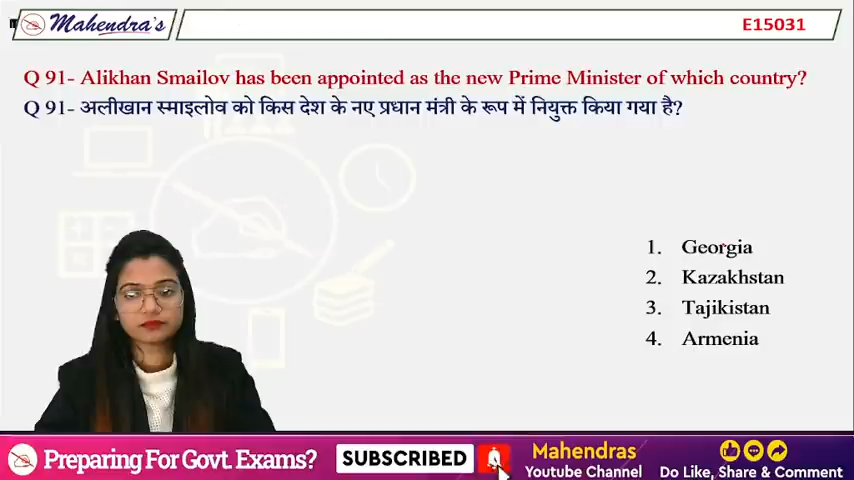 Mahendra's
E15031
Q 91- Alikhan Smailov has been appointed as the new Prime Minister of which country?
Q 91- अलीखान स्माइलोव को किस देश के नए प्रधान मंत्री के रूप में नियुक्त किया गया है?
1. Georgia
2. Kazakhstan
3. Tajikistan
4. Armenia
Preparing For Govt. Exams?
SUBSCRIBED
Mahendras
Youtube Channel
Do Like, Share & Comment